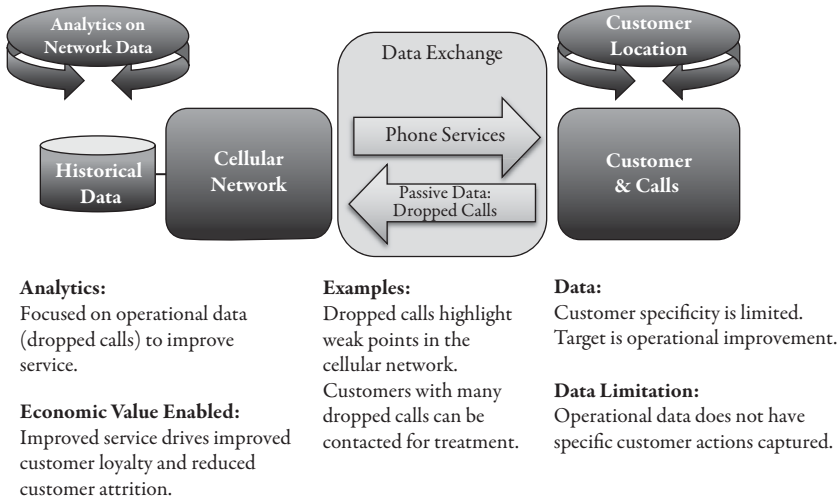 Analytics on
Network Data
Customer
Location
Data Exchange
Phone Services
Historical
Data
Cellular
Network
Passive Data:
Dropped Calls
Customer
& Calls
Analytics:
Focused on operational data
(dropped calls) to improve
service.
Economic Value Enabled:
Improved service drives improved
customer loyalty and reduced
customer attrition.
Examples:
Dropped calls highlight
weak points in the
cellular network.
Customers with many
dropped calls can be
contacted for treatment.
Data:
Customer specificity is limited.
Target is operational improvement.
Data Limitation:
Operational data does not have
specific customer actions captured.